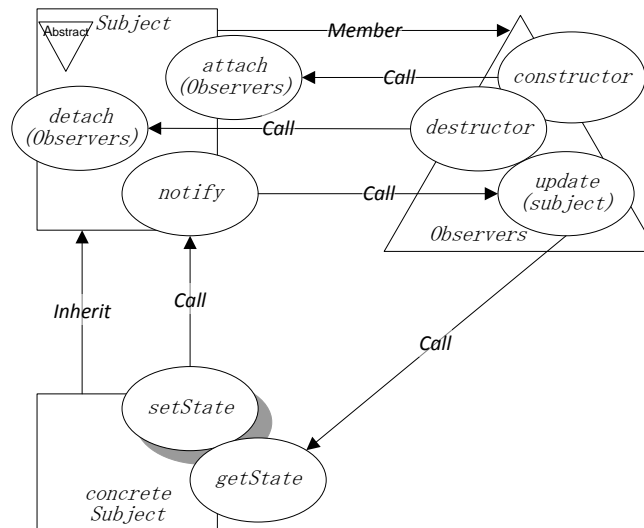 Abstract
Subject
Member
attach
(Observers)
Call
constructor
detach
(Observers)
Call
destructor
notify
Call
update
(subject)
Observers
Inherit
Call
Call
setState
getState
concrete
Subject